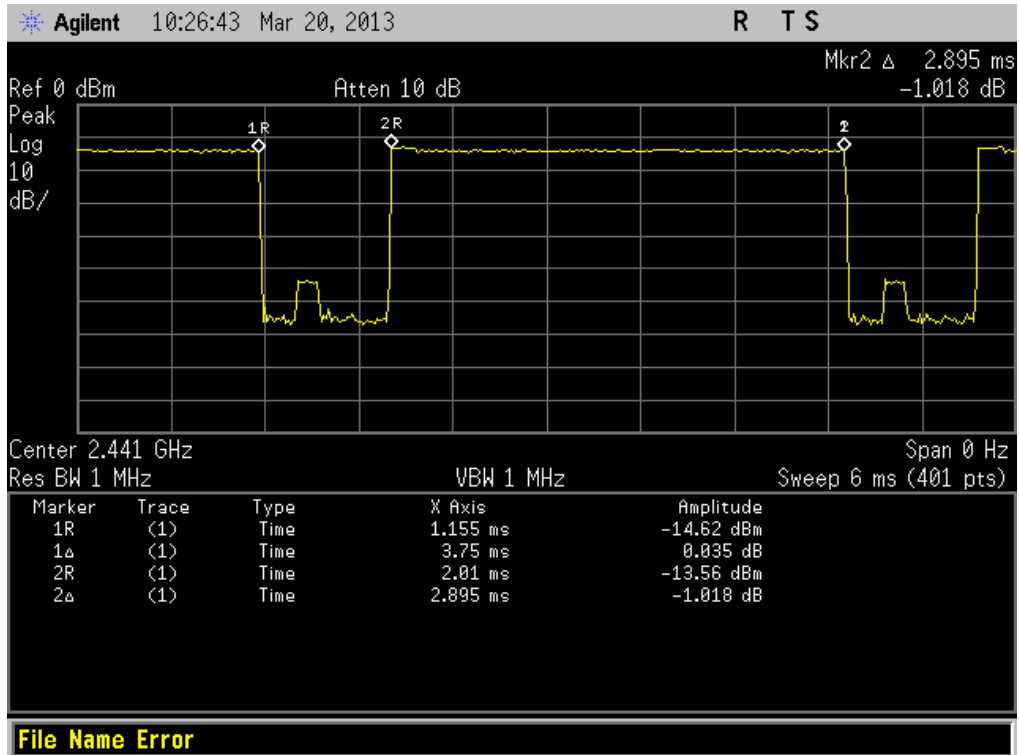 Agilent 10:26:43 Mar 20, 2013 R T S
Mkr2 Δ 2.895 ms
Ref 0 dBm Atten 10 dB -1.018 dB
Peak
Log
10
dB/
1R 2R 2
Center 2.441 GHz Span 0 Hz
Res BW 1 MHz VBW 1 MHz Sweep 6 ms (401 pts)
Marker Trace Type X Axis Amplitude
1R (1) Time 1.155 ms -14.62 dBm
1Δ (1) Time 3.75 ms 0.035 dB
2R (1) Time 2.01 ms -13.56 dBm
2Δ (1) Time 2.895 ms -1.018 dB
File Name Error